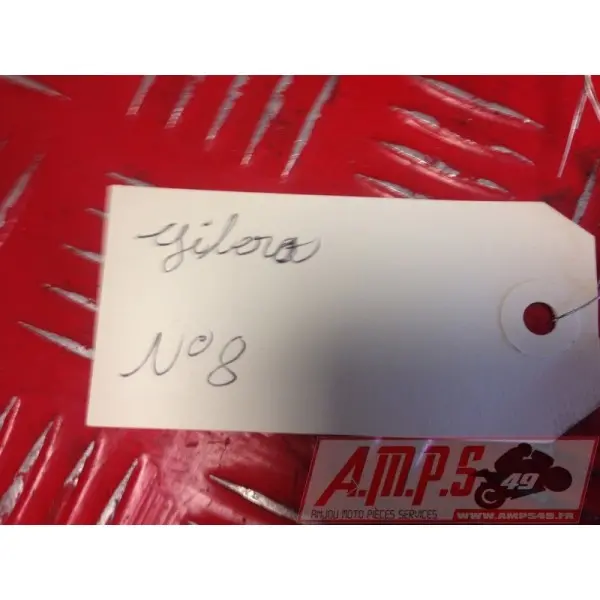 Gilera
N° 8
A.M.P.S 49
ANJOU MOTO PIÈCES SERVICES
WWW.AMPS49.FR